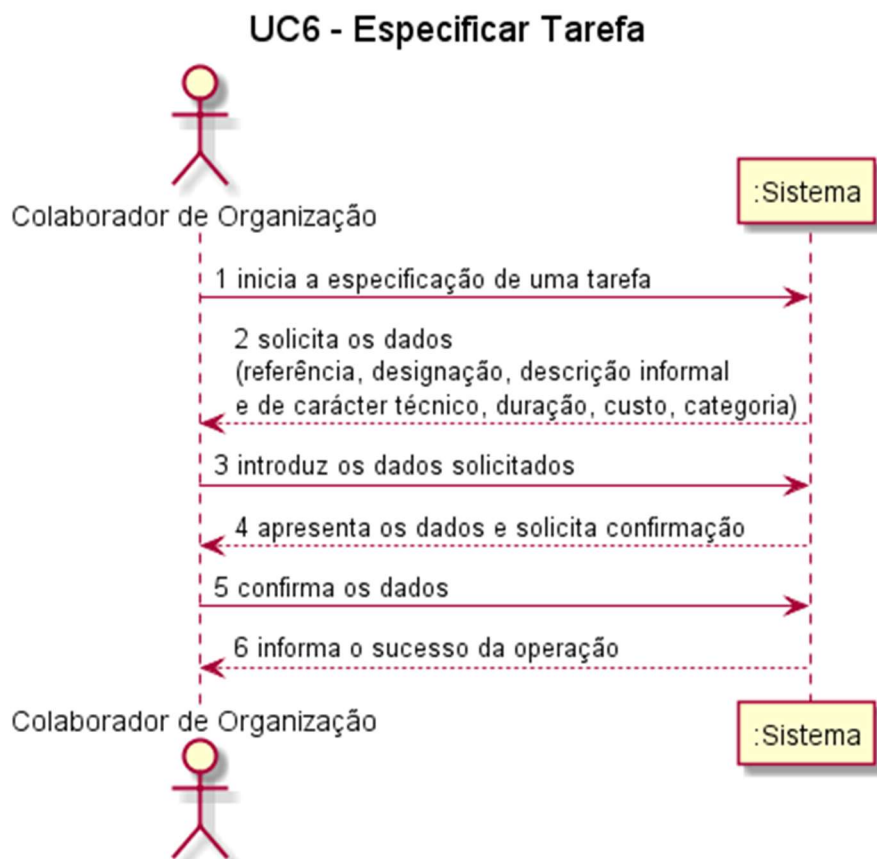 UC6 - Especificar Tarefa
Colaborador de Organização
:Sistema
1 inicia a especificação de uma tarefa
2 solicita os dados
(referência, designação, descrição informal
e de carácter técnico, duração, custo, categoria)
3 introduz os dados solicitados
4 apresenta os dados e solicita confirmação
5 confirma os dados
6 informa o sucesso da operação
Colaborador de Organização
:Sistema